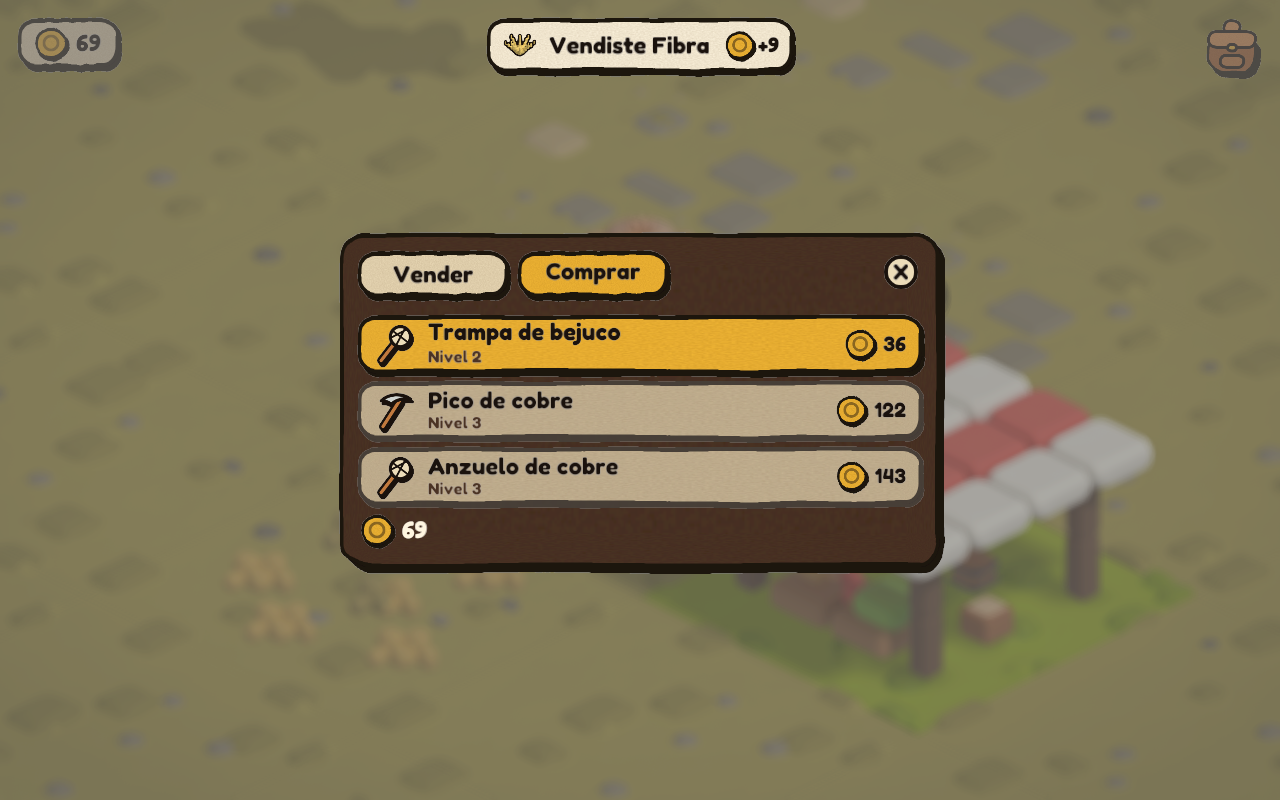 69
Vendiste Fibra +9
Vender Comprar
Trampa de bejuco
Nivel 2
36
Pico de cobre
Nivel 3
122
Anzuelo de cobre
Nivel 3
143
69